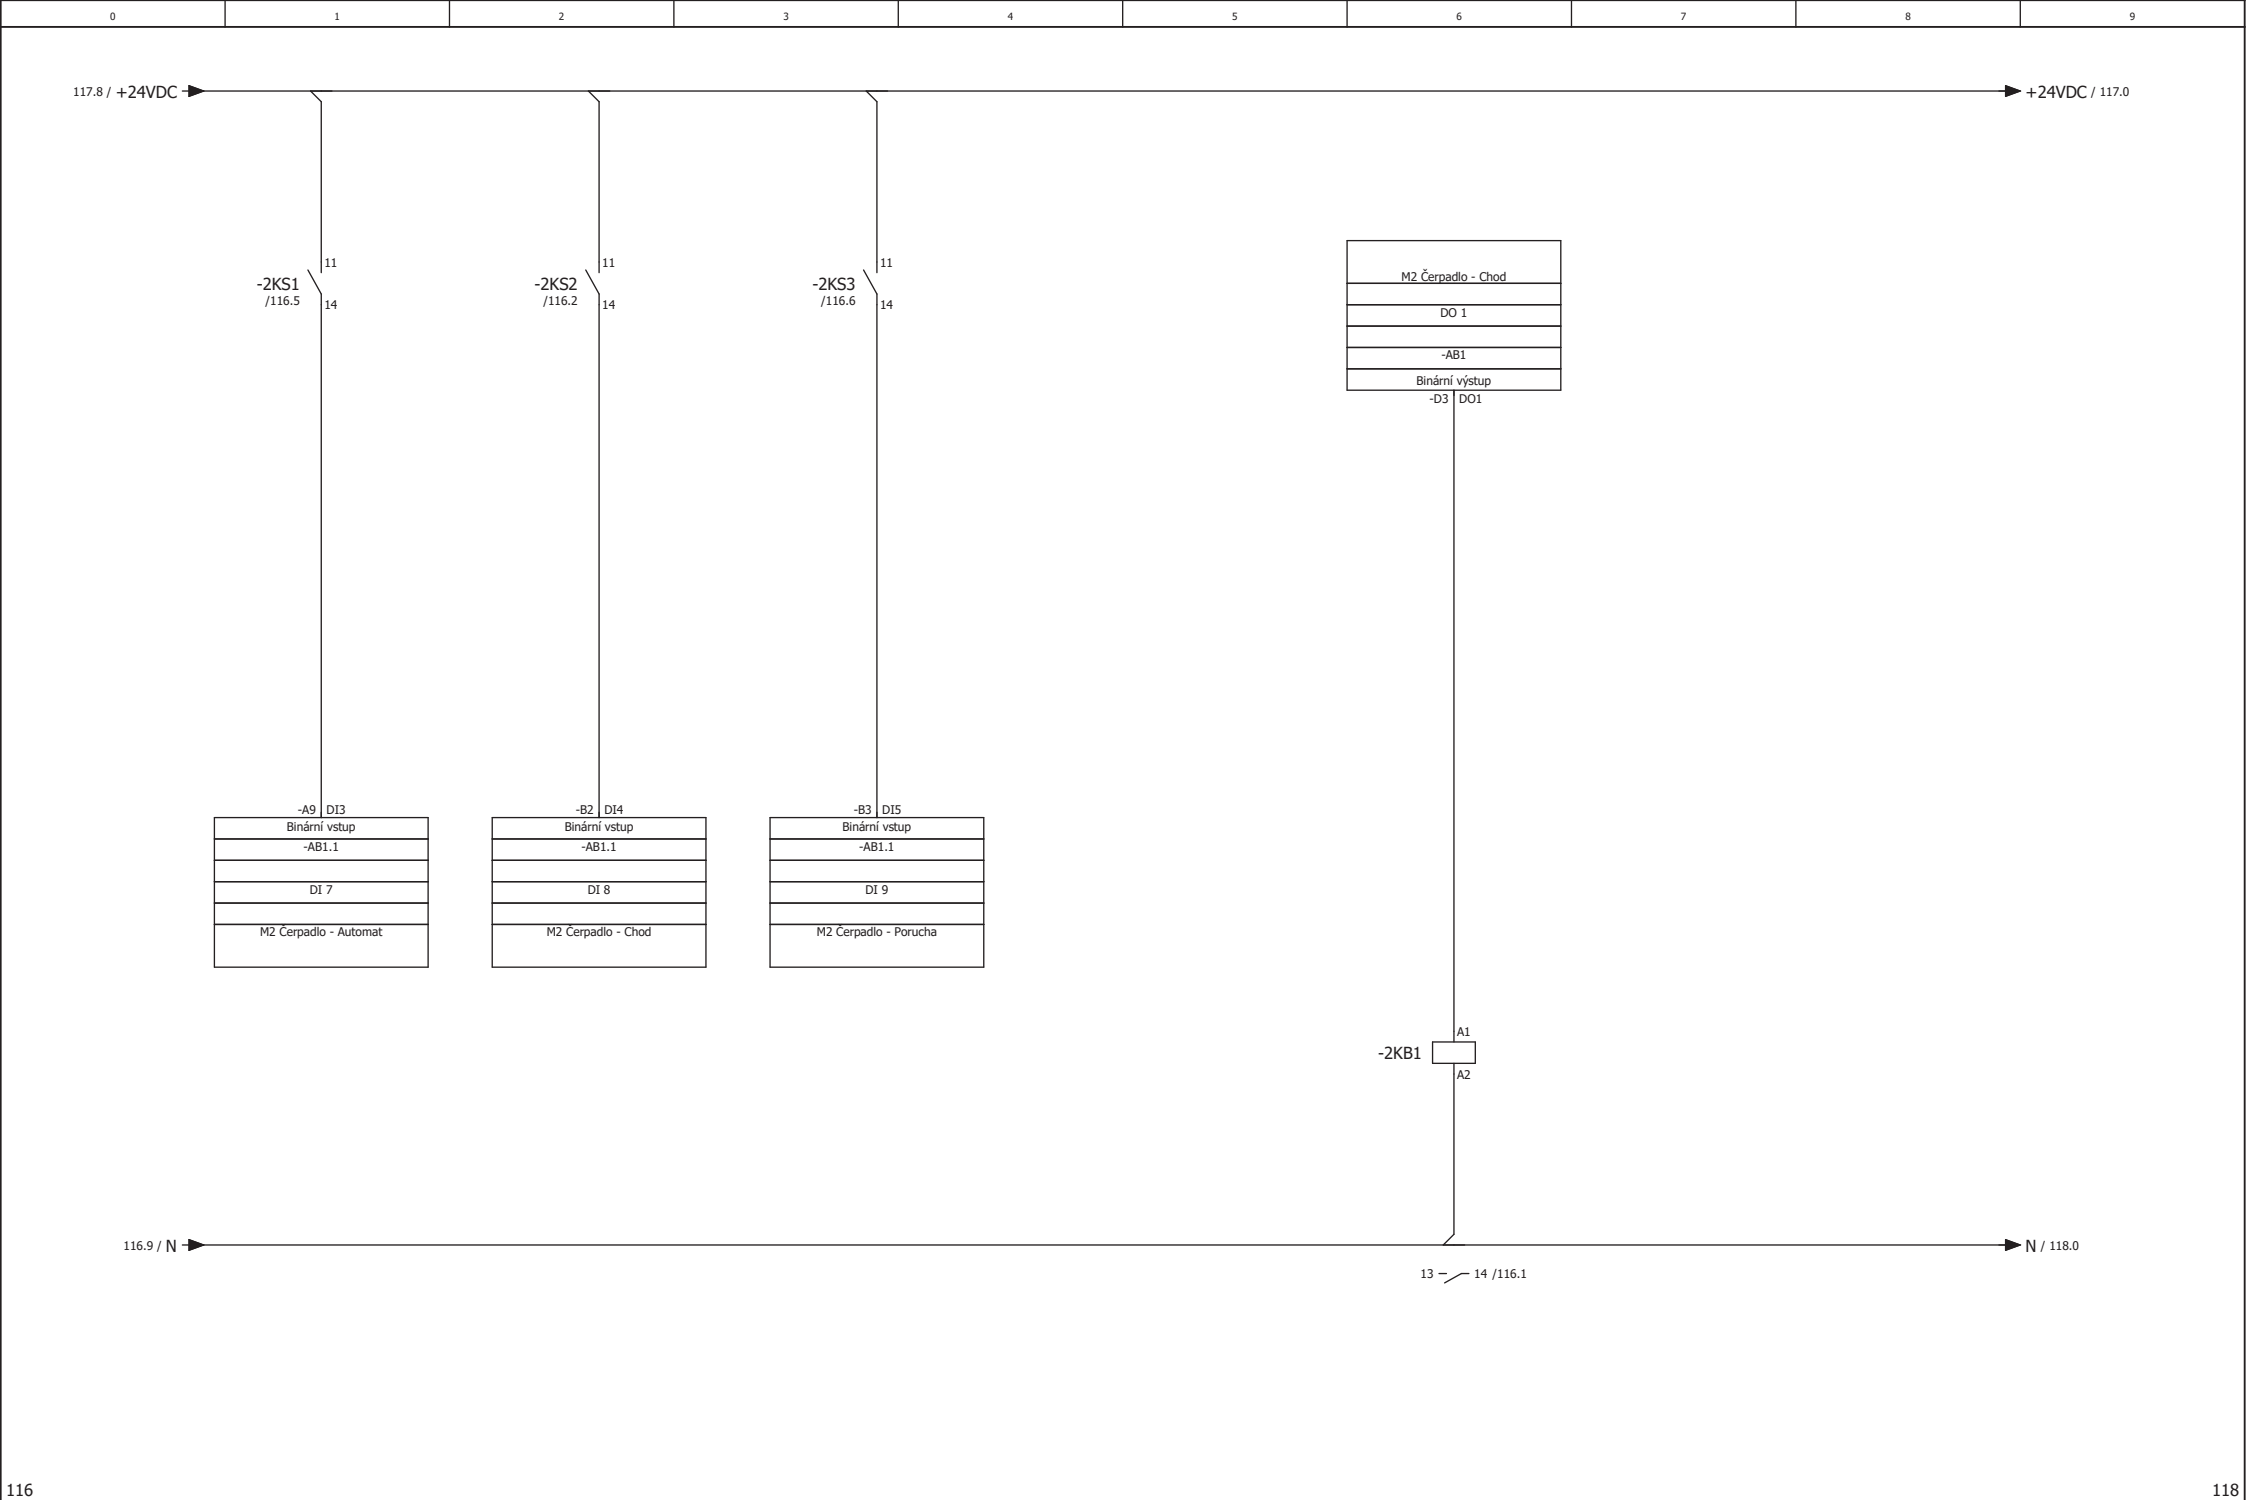 0 1 2 3 4 5 6 7 8 9
117.8 / +24VDC
+24VDC / 117.0
-2KS1
/116.5
11
14
-2KS2
/116.2
11
14
-2KS3
/116.6
11
14
M2 Čerpadlo - Chod
DO 1
-AB1
Binární výstup
-D3 DO1
-A9 DI3
Binární vstup
-AB1.1
DI 7
M2 Čerpadlo - Automat
-B2 DI4
Binární vstup
-AB1.1
DI 8
M2 Čerpadlo - Chod
-B3 DI5
Binární vstup
-AB1.1
DI 9
M2 Čerpadlo - Porucha
A1
-2KB1
A2
116.9 / N
N / 118.0
13 14 /116.1
116
118